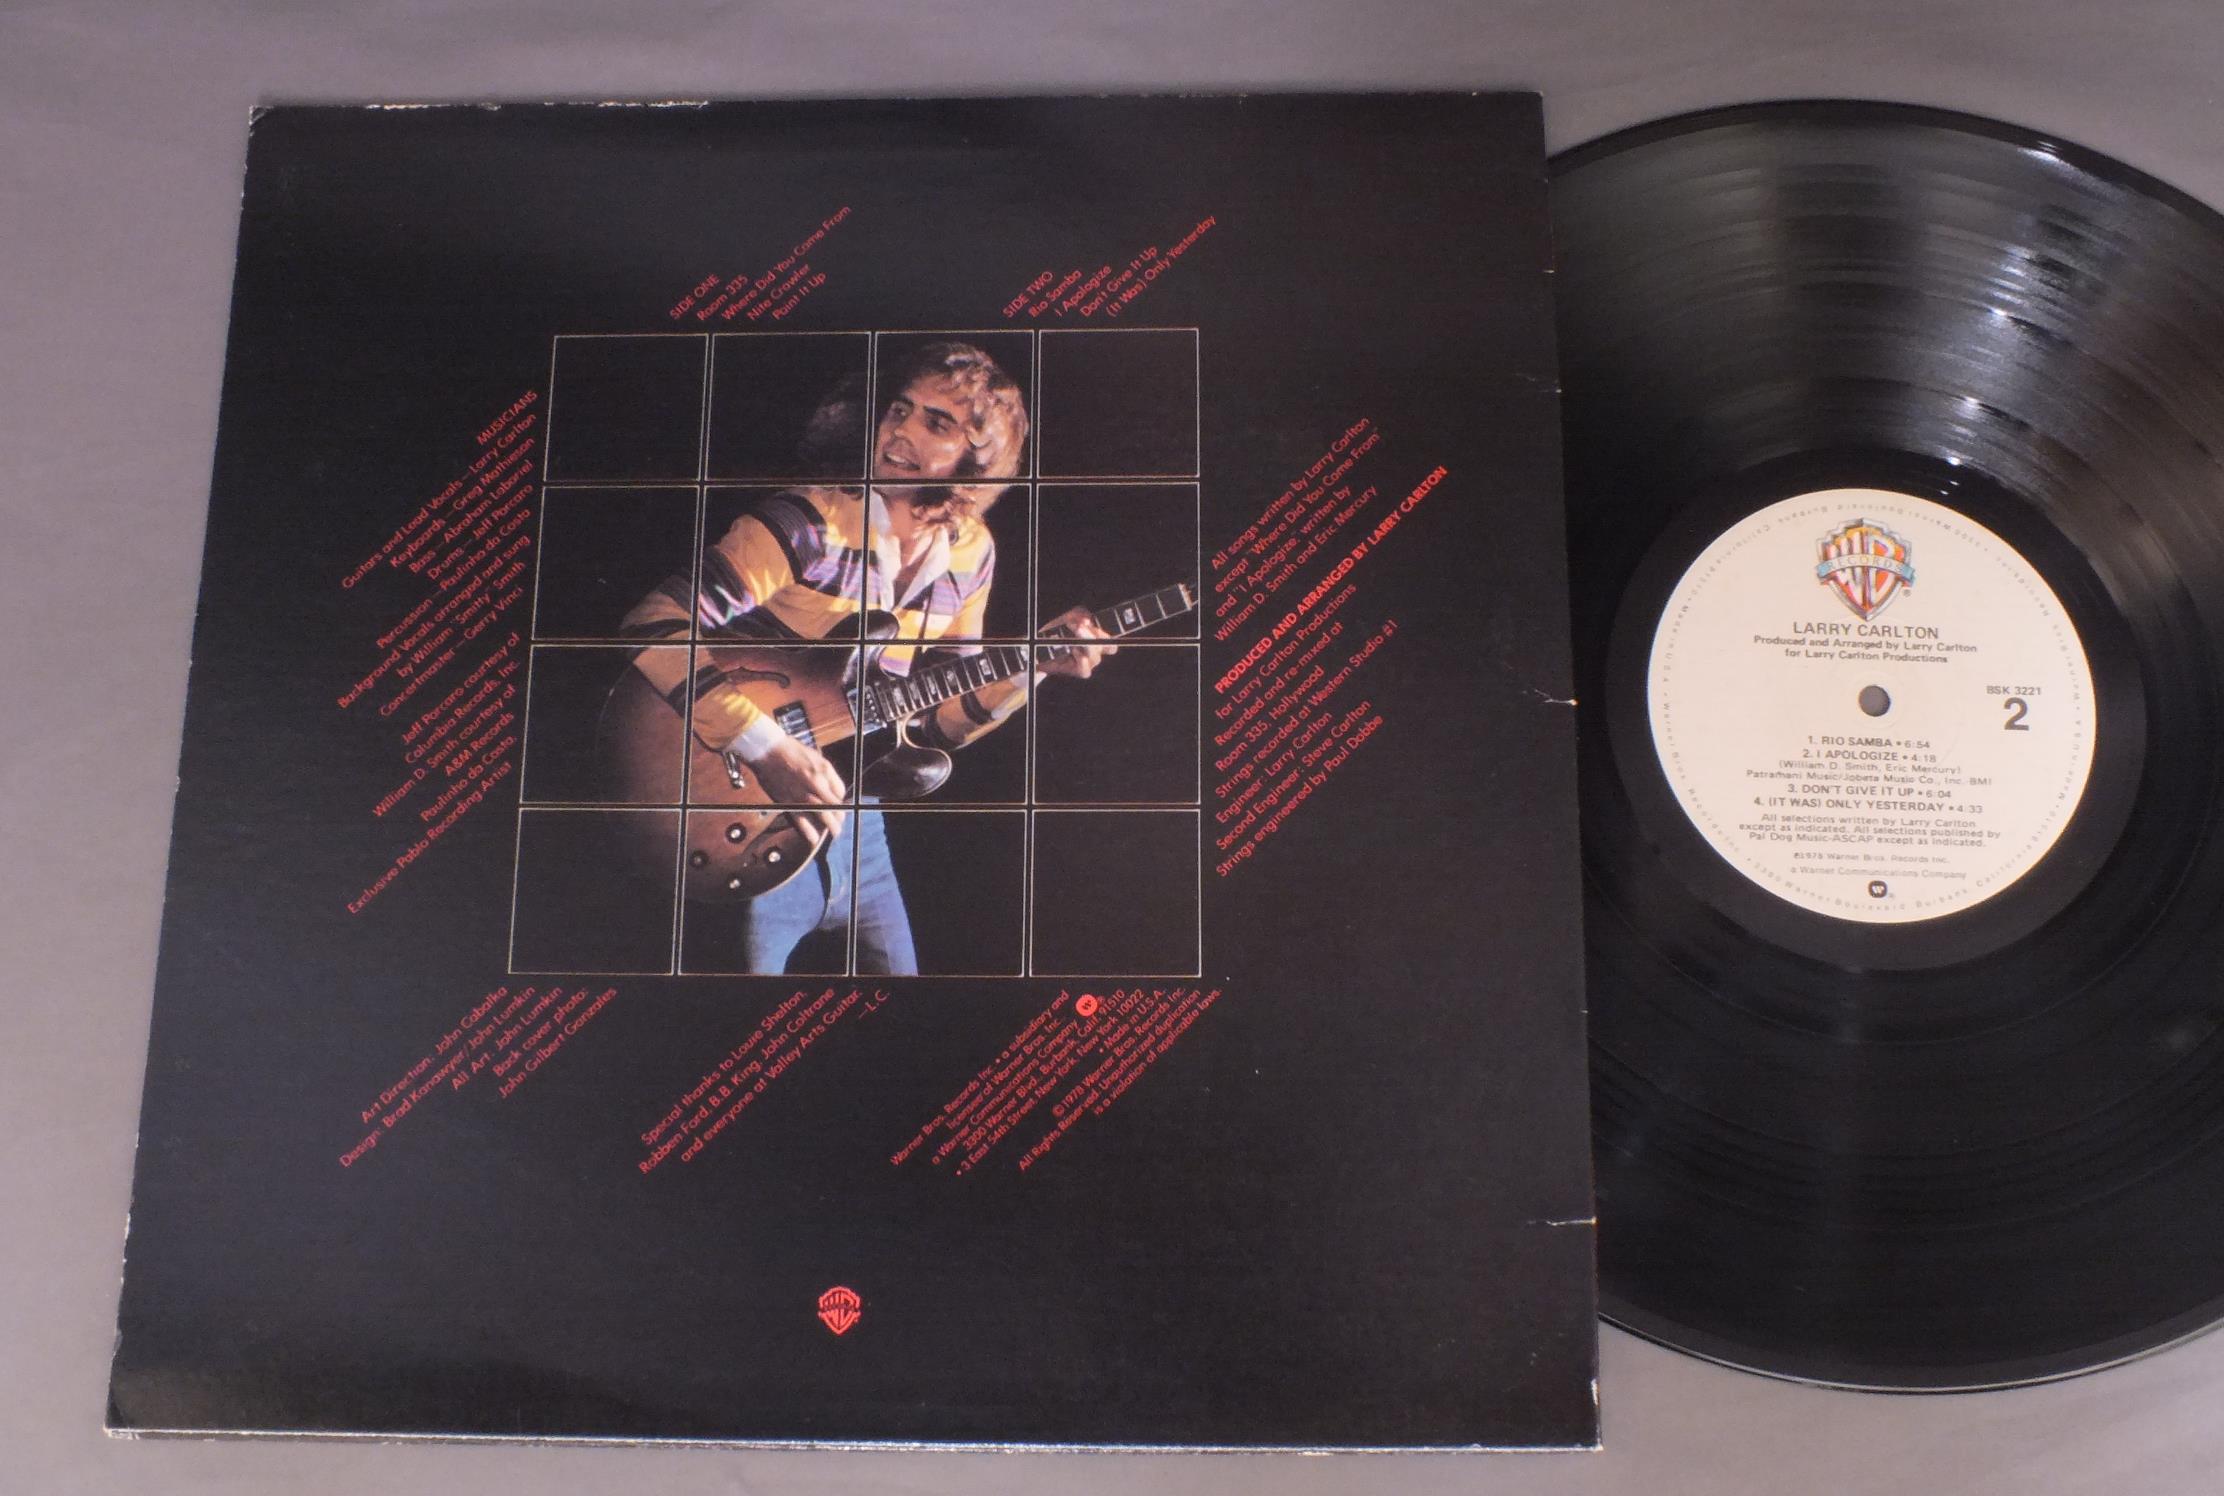 SIDE ONE
Room 335
Where Did You Come From
Nite Crawler
Point It Up
SIDE TWO
Rio Samba
I Apologize
Don't Give It Up
(It Was) Only Yesterday
MUSICIANS
Guitars and Lead Vocals—Larry Carlton
Keyboards—Greg Mathieson
Bass—Abraham Laboriel
Drums—Jeff Porcaro
Percussion—Paulinho da Costa
Background Vocals arranged and sung
by William "Smitty" Smith
Concertmaster—Gerry Vinci
Jeff Porcaro courtesy of
Columbia Records, Inc.
William D. Smith courtesy of
A&M Records
Paulinho da Costa,
Exclusive Pablo Recording Artist
All songs written by Larry Carlton
except "Where Did You Come From"
and "I Apologize," written by
William D. Smith and Eric Mercury
PRODUCED AND ARRANGED BY LARRY CARLTON
for Larry Carlton Productions
Recorded and re-mixed at
Room 335, Hollywood
Strings recorded at Western Studio #1
Engineer: Larry Carlton
Second Engineer: Steve Carlton
Strings engineered by Paul Dobbe
Art Direction: John Cabalka
Design: Brad Kanawyer/John Lumkin
All Art: John Lumkin
Back cover photo:
John Gilbert Gonzales
Special thanks to Louie Shelton,
Robben Ford, B.B. King, John Coltrane
and everyone at Valley Arts Guitar.
—L.C.
Warner Bros. Records Inc. • a subsidiary and
licensee of Warner Bros. Inc.
a Warner Communications Company
3300 Warner Blvd., Burbank, Calif. 91510
• 3 East 54th Street, New York, New York 10022
• Made in U.S.A.
©1978 Warner Bros. Records Inc.
All Rights Reserved. Unauthorized duplication
is a violation of applicable laws.
WB
RECORDS
LARRY CARLTON
Produced and Arranged by Larry Carlton
for Larry Carlton Productions
BSK 3221
2
1. RIO SAMBA • 6:54
2. I APOLOGIZE • 4:18
(William D. Smith, Eric Mercury)
Patramani Music/Jobete Music Co., Inc.-BMI
3. DON'T GIVE IT UP • 6:04
4. (IT WAS) ONLY YESTERDAY • 4:33
All selections written by Larry Carlton
except as indicated. All selections published by
Pal Dog Music-ASCAP except as indicated.
℗1978 Warner Bros. Records Inc.
a Warner Communications Company
W
Warner Bros. Records Inc. • 3300 Warner Boulevard, Burbank, California 91510 • Made in U.S.A.